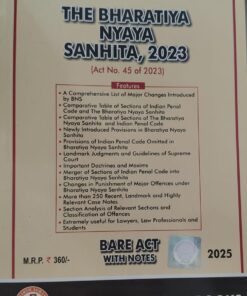 THE BHARATIYA
NYAYA
SANHITA, 2023
(Act No. 45 of 2023)
Features
• A Comprehensive List of Major Changes Introduced
by BNS
• Comparative Table of Sections of Indian Penal
Code and The Bharatiya Nyaya Sanhita
• Comparative Table of Sections of The Bharatiya
Nyaya Sanhita and Indian Penal Code
• Newly Introduced Provisions in Bharatiya Nyaya
Sanhita
• Provisions of Indian Penal Code Omitted in
Bharatiya Nyaya Sanhita
• Landmark Judgments and Guidelines of Supreme
Court
• Important Doctrines and Maxims
• Merger of Sections of Indian Penal Code into
Bharatiya Nyaya Sanhita
• Changes in Punishment of Major Offences under
Bharatiya Nyaya Sanhita
• More than 250 Recent, Landmark and Highly
Relevant Case Notes
• Section Analysis of Relevant Sections and
Classification of Offences
• Extremely useful for Lawyers, Law Professionals and
Students
BARE ACT
M.R.P. ₹ 360/-
WITH NOTES
2025